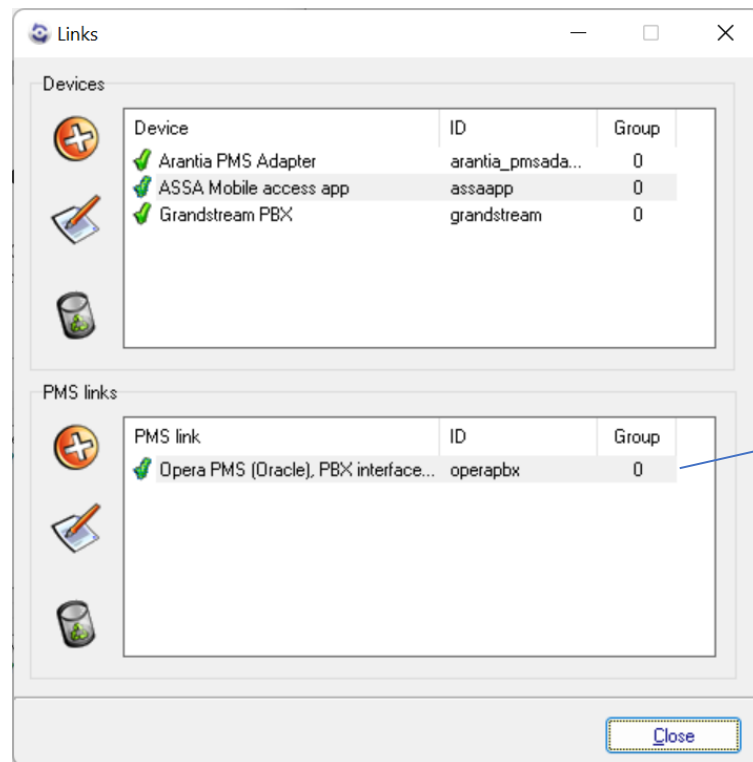 Links
Devices
Device ID Group
Arantia PMS Adapter arantia_pmsada... 0
ASSA Mobile access app assaapp 0
Grandstream PBX grandstream 0
PMS links
PMS link ID Group
Opera PMS (Oracle), PBX interface... operapbx 0
Close